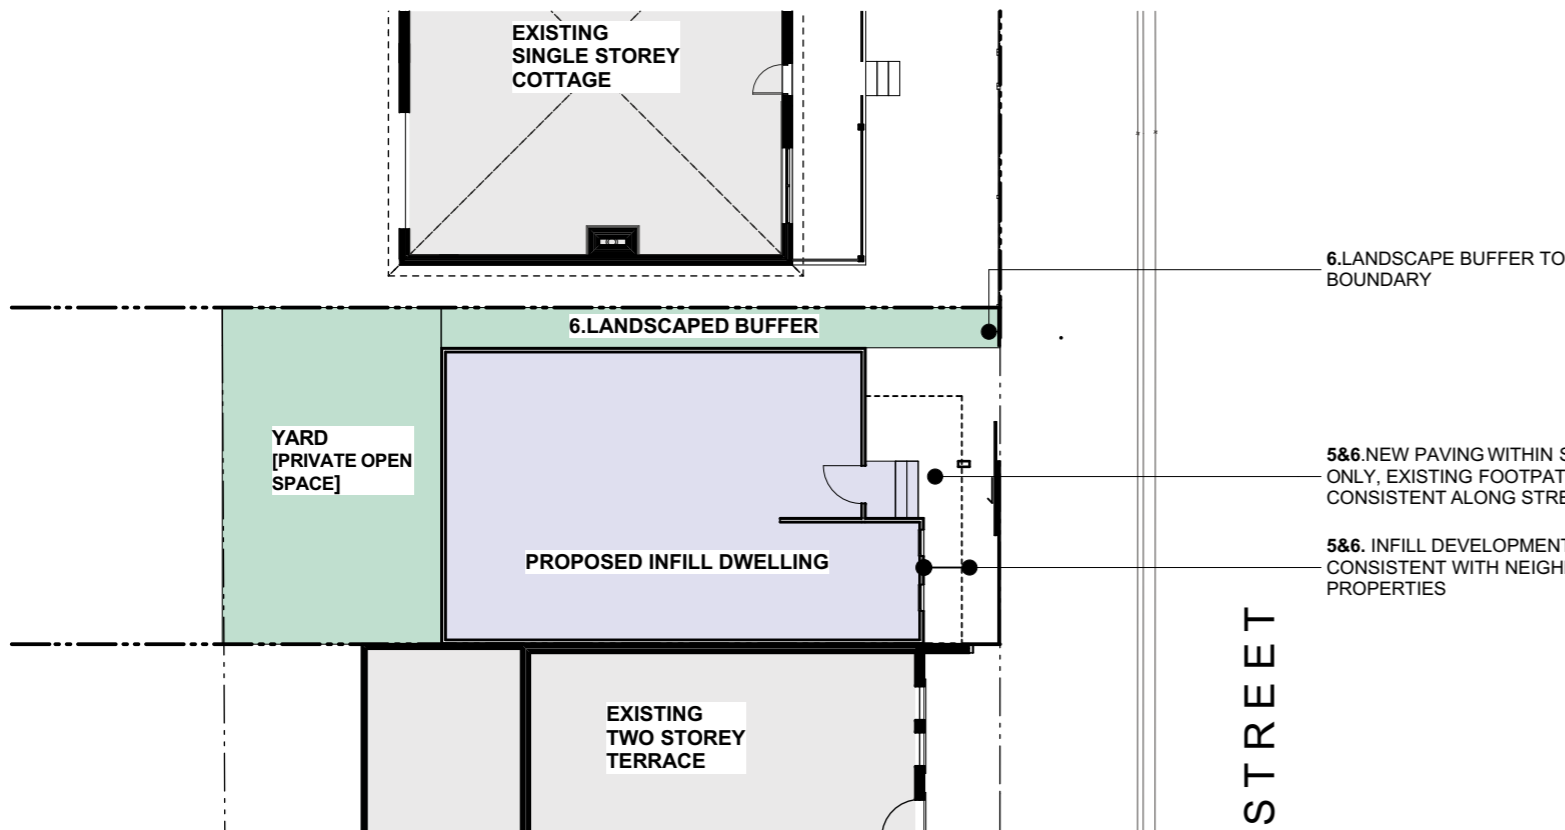 EXISTING
SINGLE STOREY
COTTAGE
6.LANDSCAPE BUFFER TO
BOUNDARY
6.LANDSCAPED BUFFER
YARD
[PRIVATE OPEN
SPACE]
5&6.NEW PAVING WITHIN S
ONLY, EXISTING FOOTPAT
CONSISTENT ALONG STRE
PROPOSED INFILL DWELLING
5&6. INFILL DEVELOPMENT
CONSISTENT WITH NEIGH
PROPERTIES
STREET
EXISTING
TWO STOREY
TERRACE